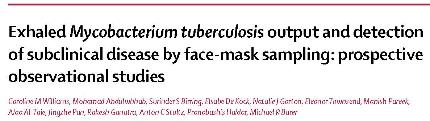 Exhaled Mycobacterium tuberculosis output and detection
of subclinical disease by face-mask sampling: prospective
observational studies
Caroline M Williams, Mohamad Abdulwhhab, Surinder S Birring, Elsabe De Kock, Natalie J Garton, Eleanor Townsend, Manish Pareek,
Alaa Al-Taie, Jingzhe Pan, Rakesh Ganatra, Anton C Stoltz, Pranabashis Haldar, Michael R Barer